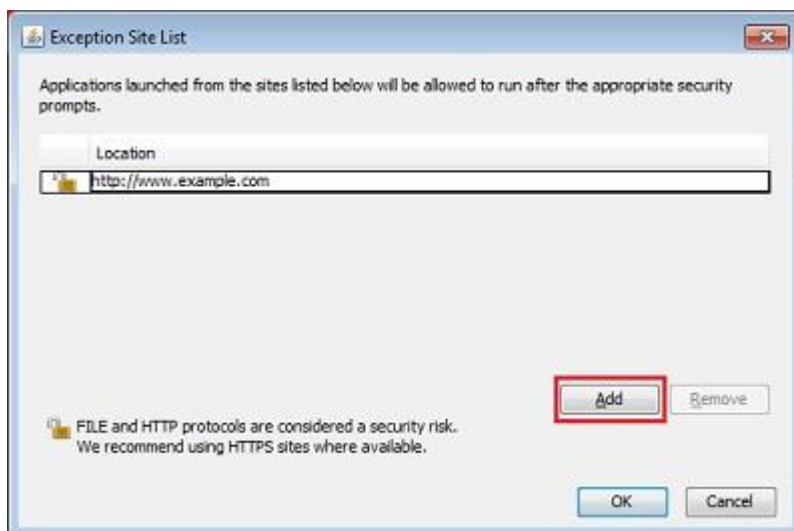 Exception Site List
Applications launched from the sites listed below will be allowed to run after the appropriate security
prompts.
Location
http://www.example.com
Add Remove
FILE and HTTP protocols are considered a security risk.
We recommend using HTTPS sites where available.
OK Cancel